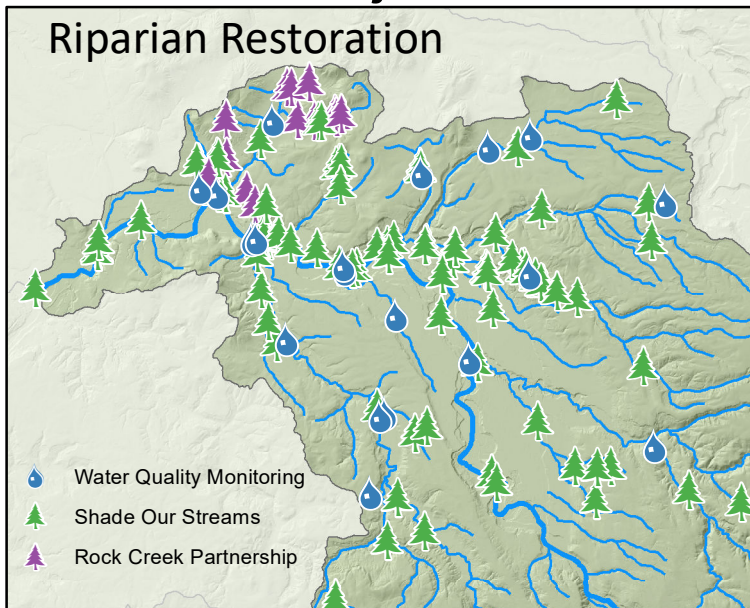 Riparian Restoration
Water Quality Monitoring
Shade Our Streams
Rock Creek Partnership